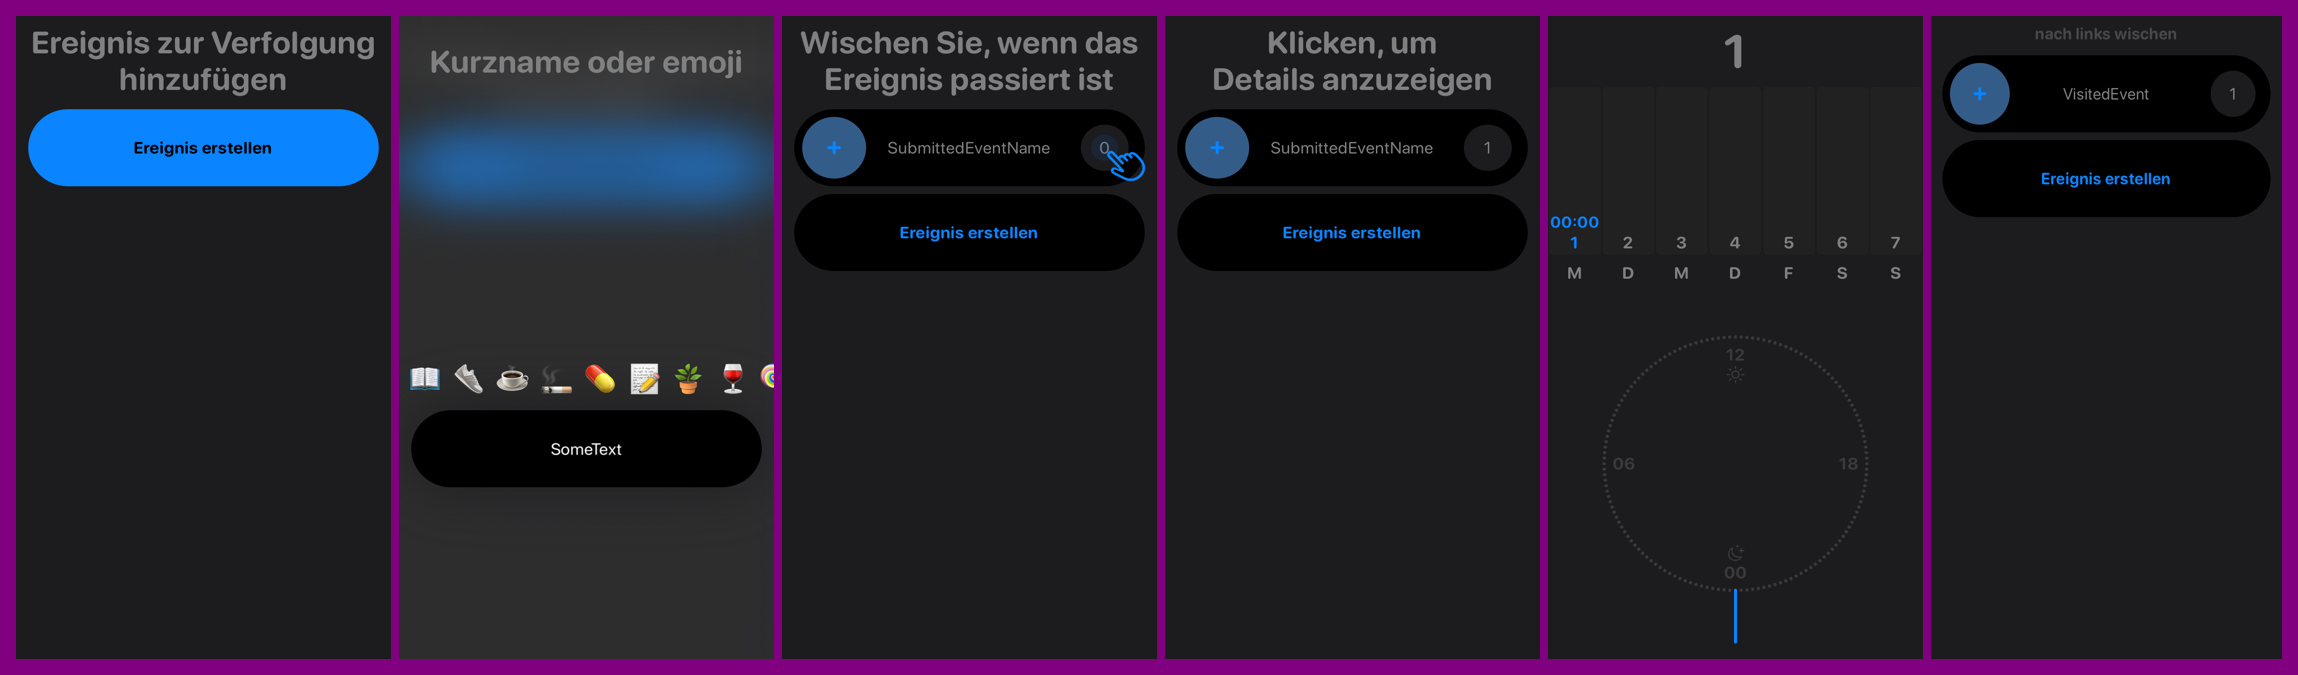 Ereignis zur Verfolgung
hinzufügen
Ereignis erstellen
Kurzname oder emoji
SomeText
Wischen Sie, wenn das
Ereignis passiert ist
+ SubmittedEventName 0
Ereignis erstellen
Klicken, um
Details anzuzeigen
+ SubmittedEventName 1
Ereignis erstellen
1
00:00
1 2 3 4 5 6 7
M D M D F S S
12
06 18
00
nach links wischen
+ VisitedEvent 1
Ereignis erstellen